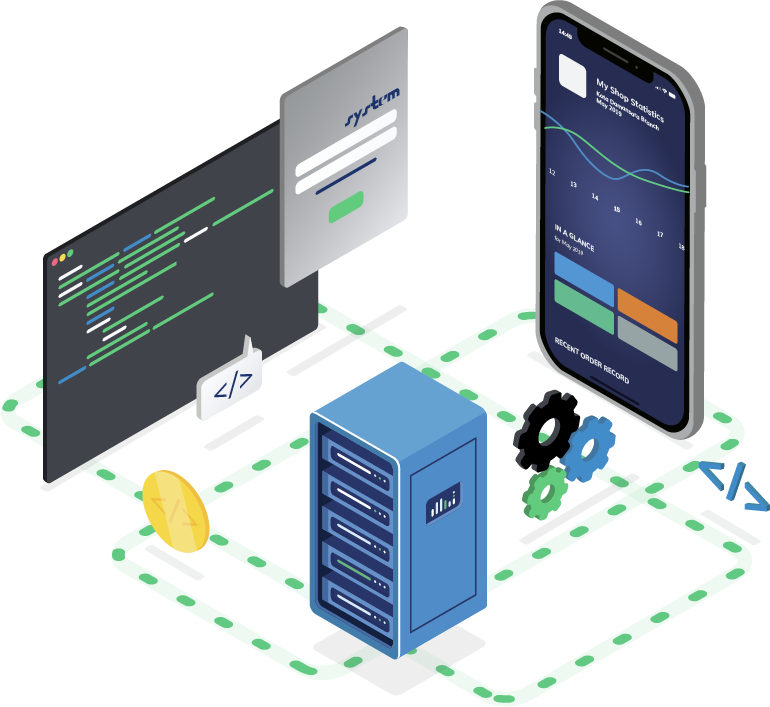 system
14:49
My Shop Statistics
Kota Damansara Branch
May 2019
12 13 14 15 16 17 18
IN A GLANCE
for May 2019
RECENT ORDER RECORD
</>
</>
</>